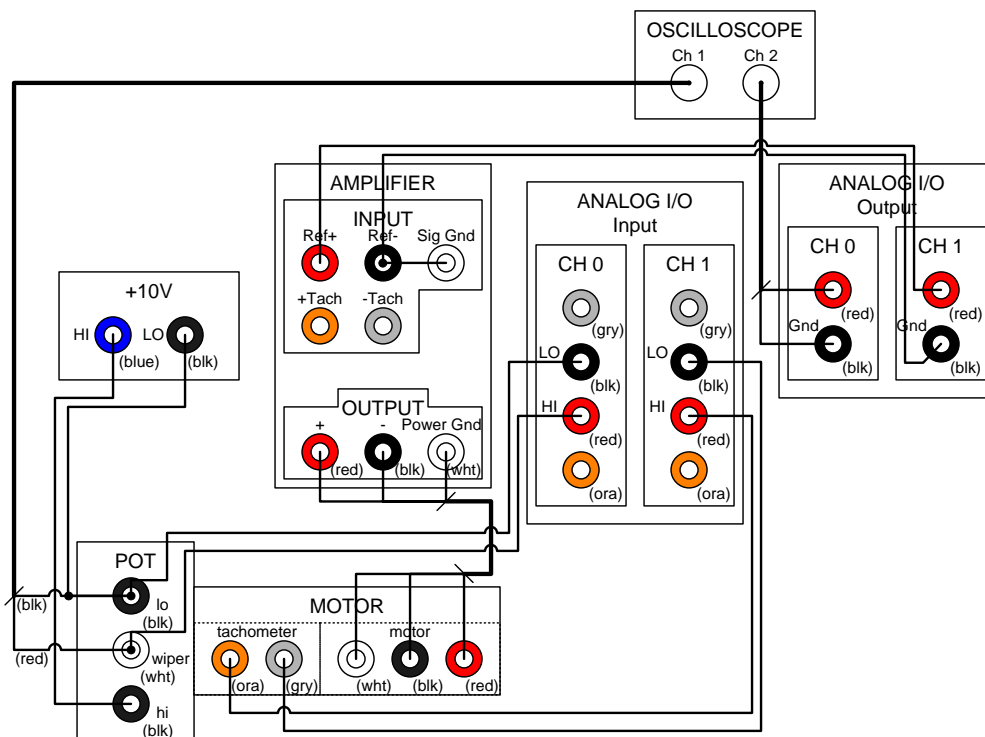 OSCILLOSCOPE
Ch 1
Ch 2
AMPLIFIER
INPUT
Ref+
Ref-
Sig Gnd
+Tach
-Tach
OUTPUT
+
-
Power Gnd
(red)
(blk)
(wht)
ANALOG I/O
Input
CH 0
(gry)
LO
(blk)
HI
(red)
(ora)
CH 1
(gry)
LO
(blk)
HI
(red)
(ora)
ANALOG I/O
Output
CH 0
(red)
Gnd
(blk)
CH 1
(red)
Gnd
(blk)
+10V
HI
LO
(blue)
(blk)
POT
(blk)
lo
(blk)
(red)
wiper
(wht)
hi
(blk)
MOTOR
tachometer
motor
(ora)
(gry)
(wht)
(blk)
(red)